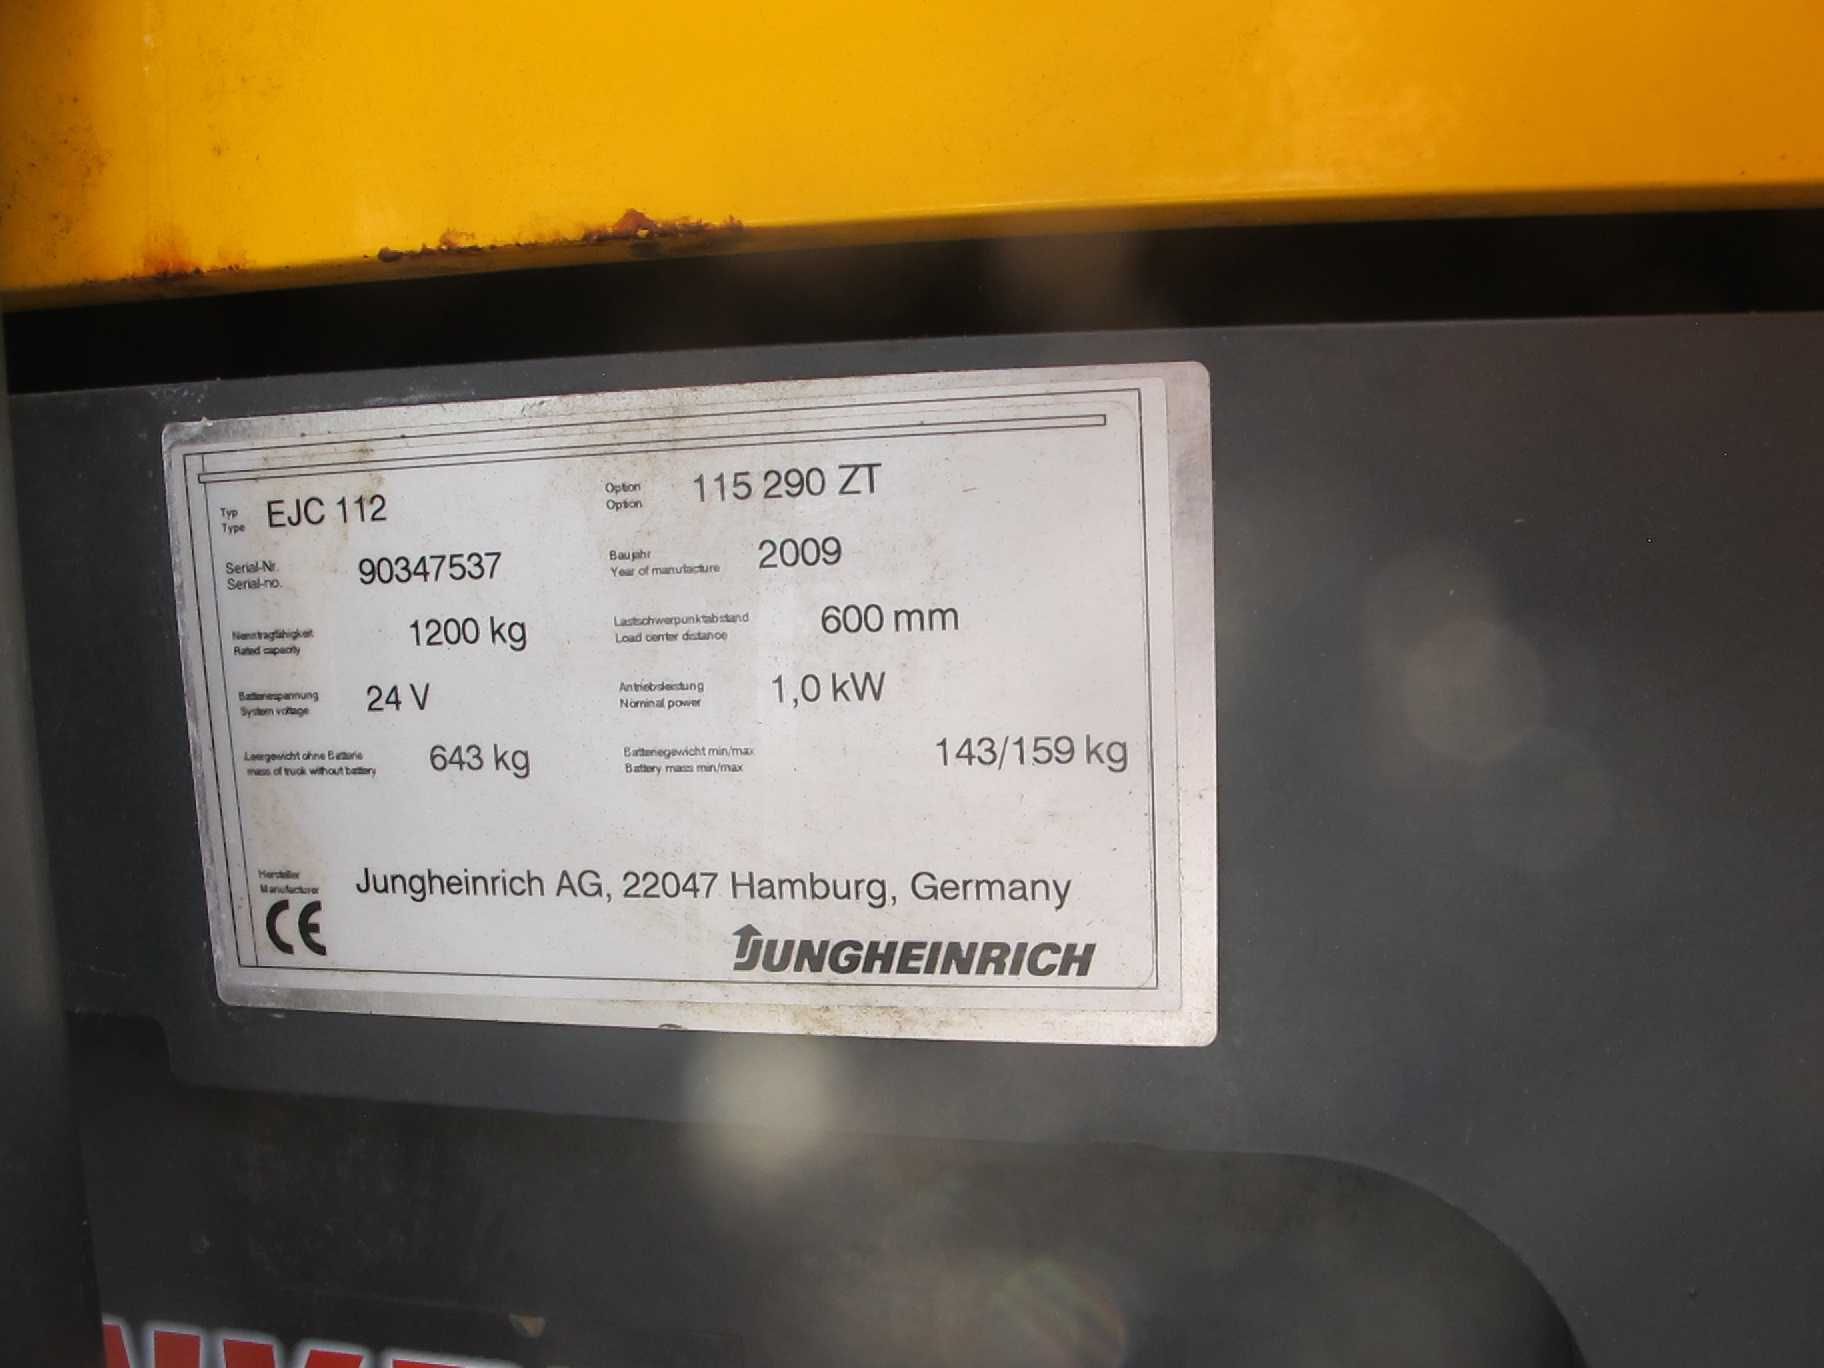 Typ
Type EJC 112
Option
Option 115 290 ZT
Serial-Nr.
Serial-no. 90347537
Baujahr
Year of manufacture 2009
Nenntragfähigkeit
Rated capacity 1200 kg
Lastschwerpunktabstand
Load center distance 600 mm
Batteriespannung
System voltage 24 V
Antriebsleistung
Nominal power 1,0 kW
Leergewicht ohne Batterie
mass of truck without battery 643 kg
Batteriegewicht min/max
Battery mass min/max 143/159 kg
Hersteller
Manufacturer Jungheinrich AG, 22047 Hamburg, Germany
CE
JUNGHEINRICH